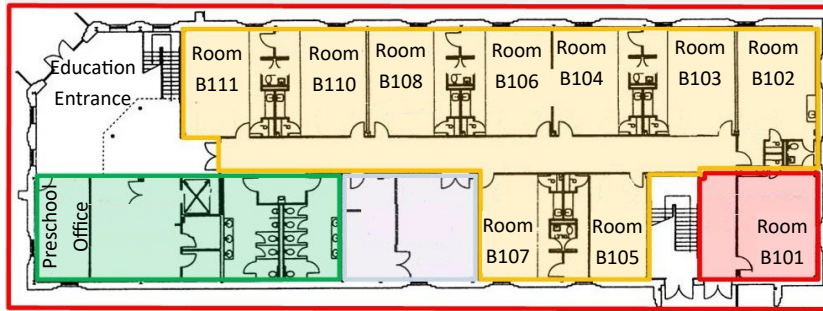 Education
Entrance
Room
B111
Room
B110
Room
B108
Room
B106
Room
B104
Room
B103
Room
B102
Preschool
Office
Room
B107
Room
B105
Room
B101